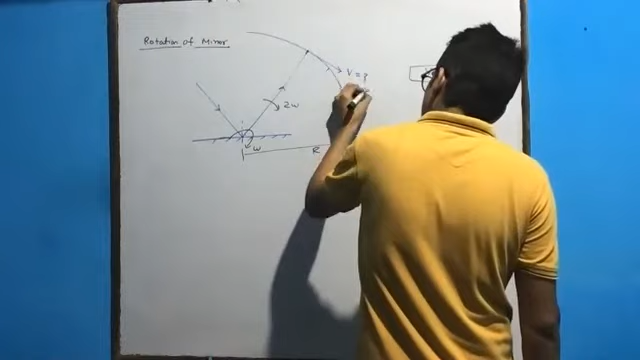 Rotation of Mirror
V = ?
2ω
ω
R